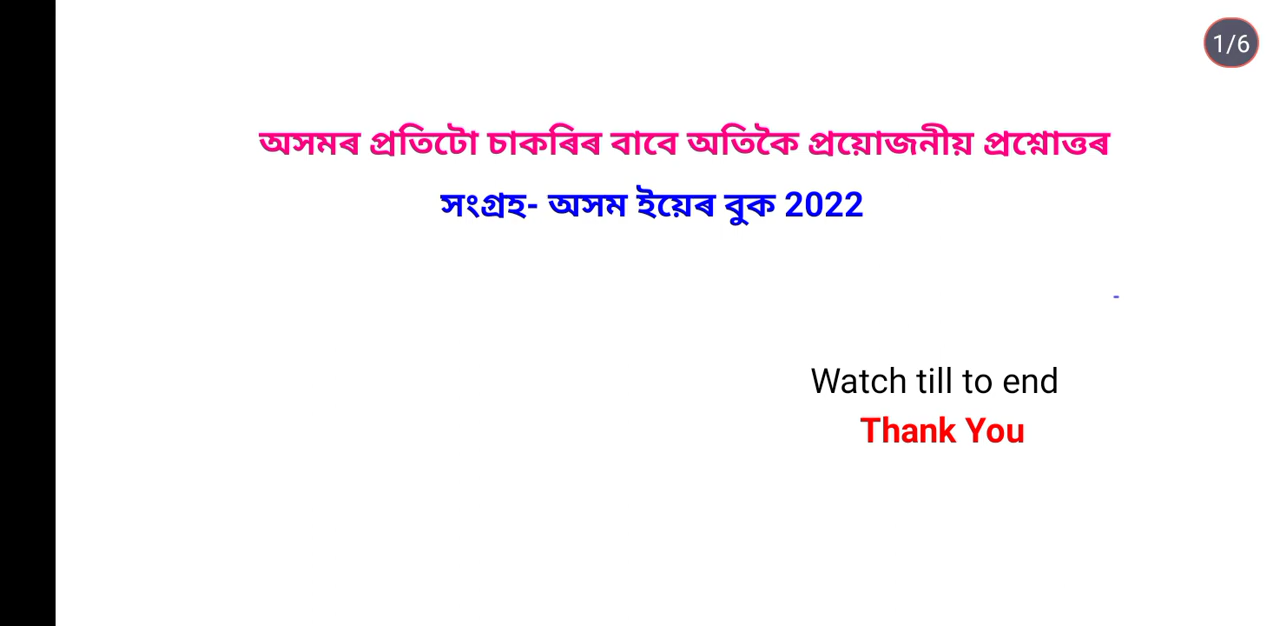 1/6
অসমৰ প্ৰতিটো চাকৰিৰ বাবে অতিকৈ প্ৰয়োজনীয় প্ৰশ্নোত্তৰ
সংগ্ৰহ- অসম ইয়েৰ বুক 2022
-
Watch till to end
Thank You